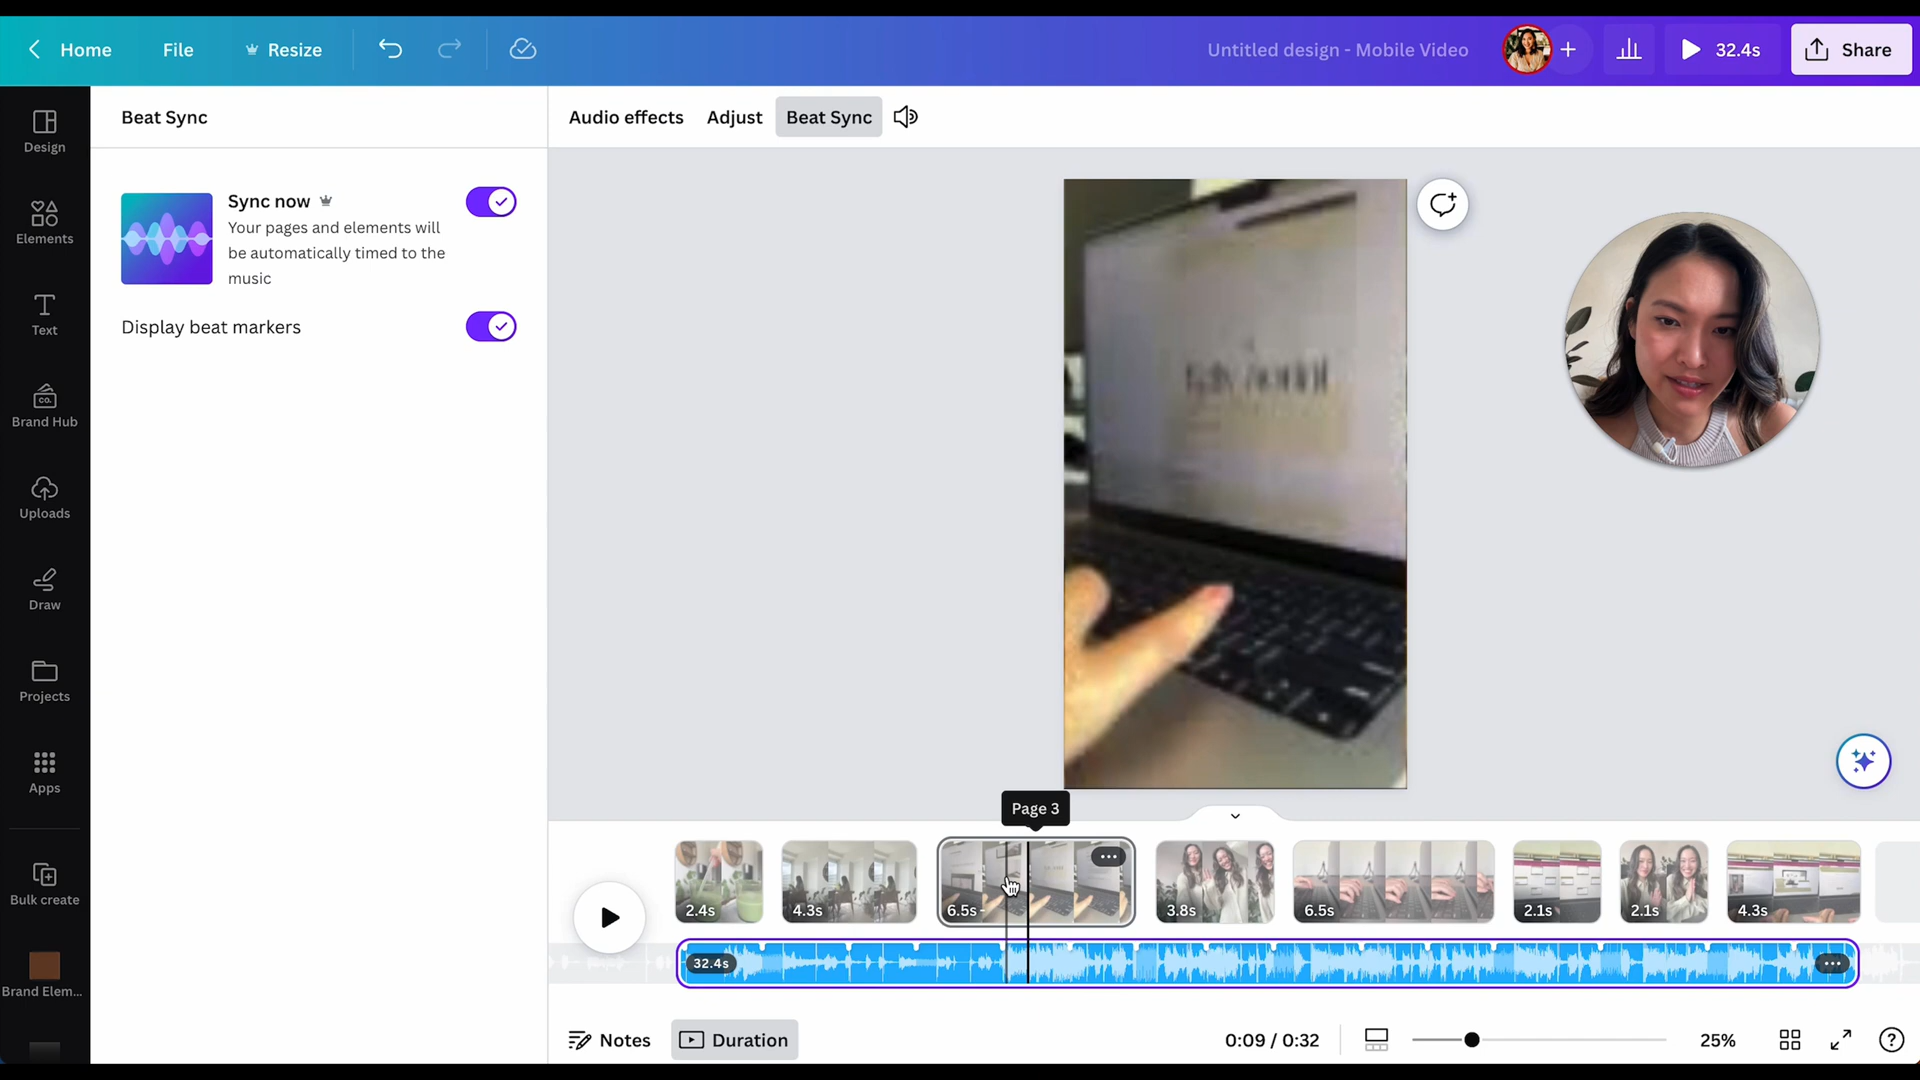 Home
File
Resize
Untitled design - Mobile Video
+
32.4s
Share
Design
Elements
Text
CO.
Brand Hub
Uploads
Draw
Projects
Apps
Bulk create
Brand Elem...
Beat Sync
Sync now
Your pages and elements will
be automatically timed to the
music
Display beat markers
Audio effects
Adjust
Beat Sync
Page 3
2.4s
4.3s
6.5s
3.8s
6.5s
2.1s
2.1s
4.3s
32.4s
Notes
Duration
0:09 / 0:32
25%
?